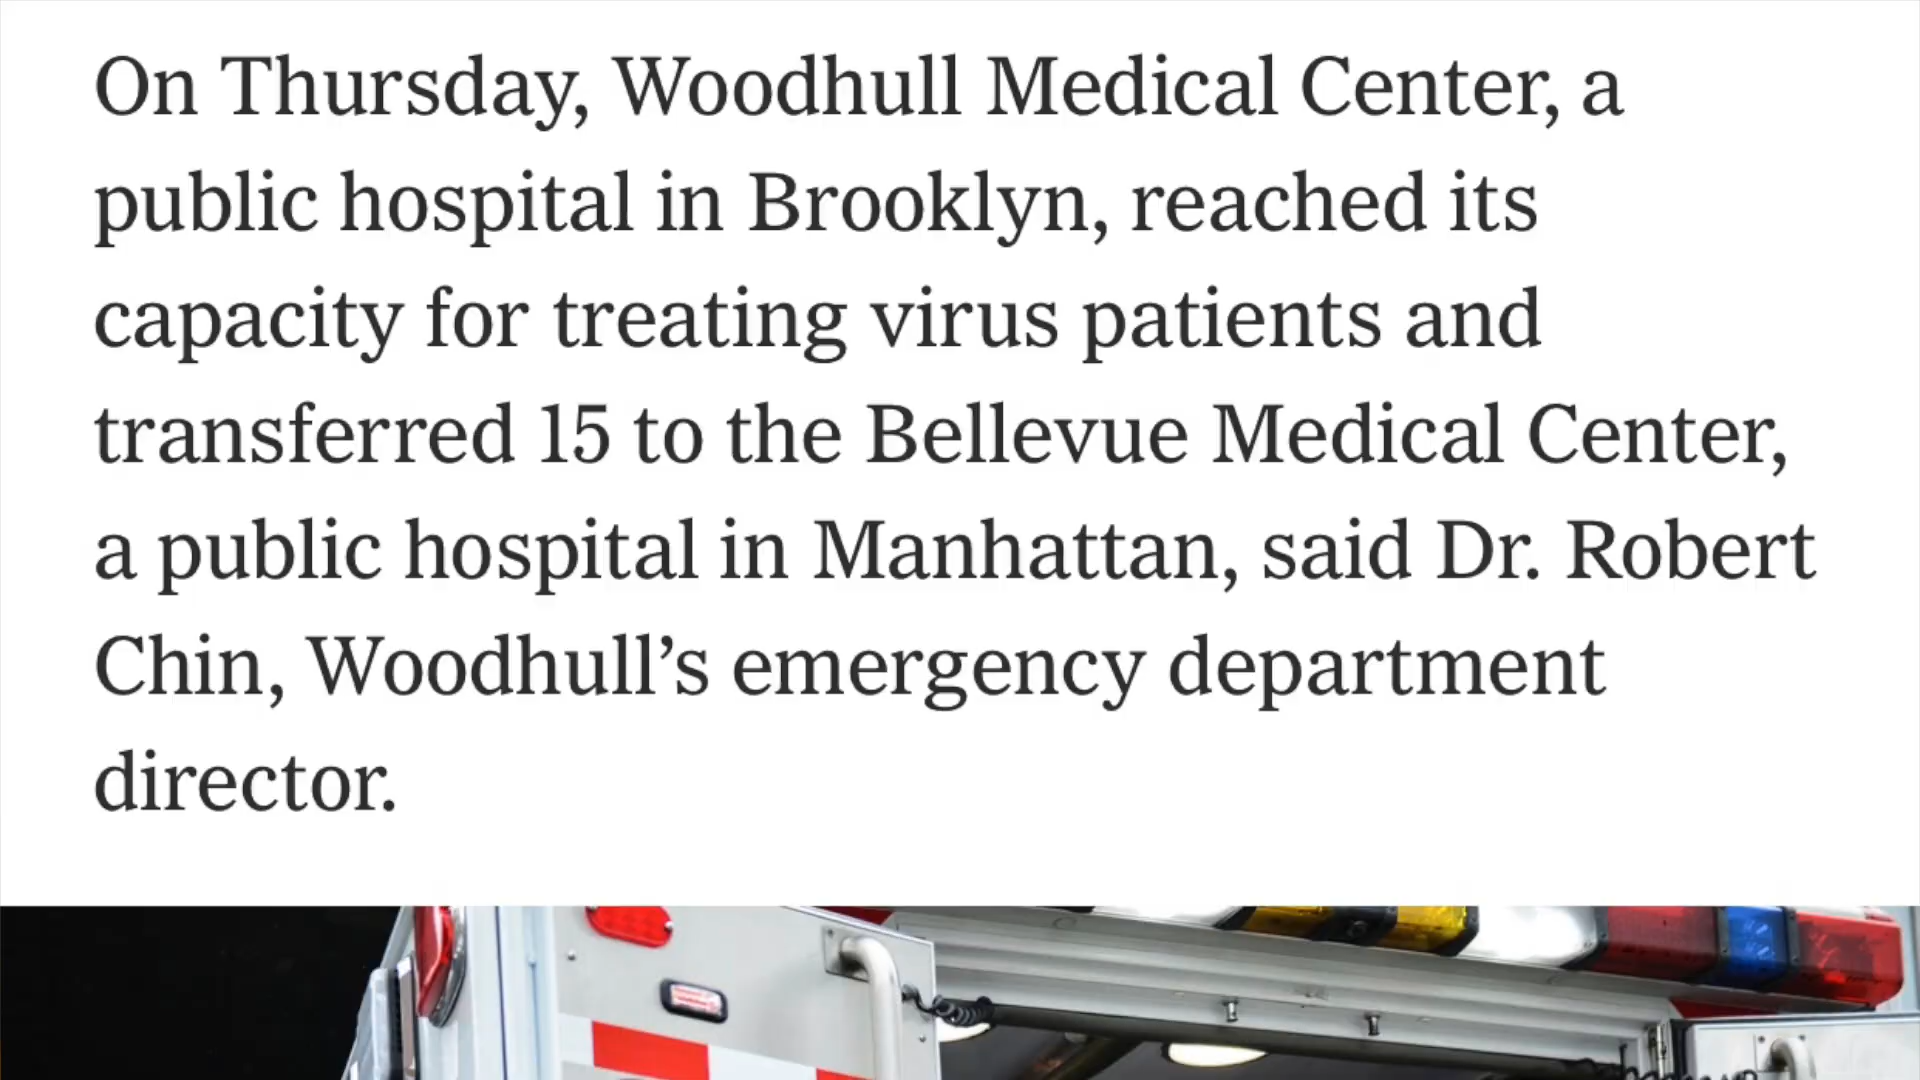 On Thursday, Woodhull Medical Center, a
public hospital in Brooklyn, reached its
capacity for treating virus patients and
transferred 15 to the Bellevue Medical Center,
a public hospital in Manhattan, said Dr. Robert
Chin, Woodhull’s emergency department
director.